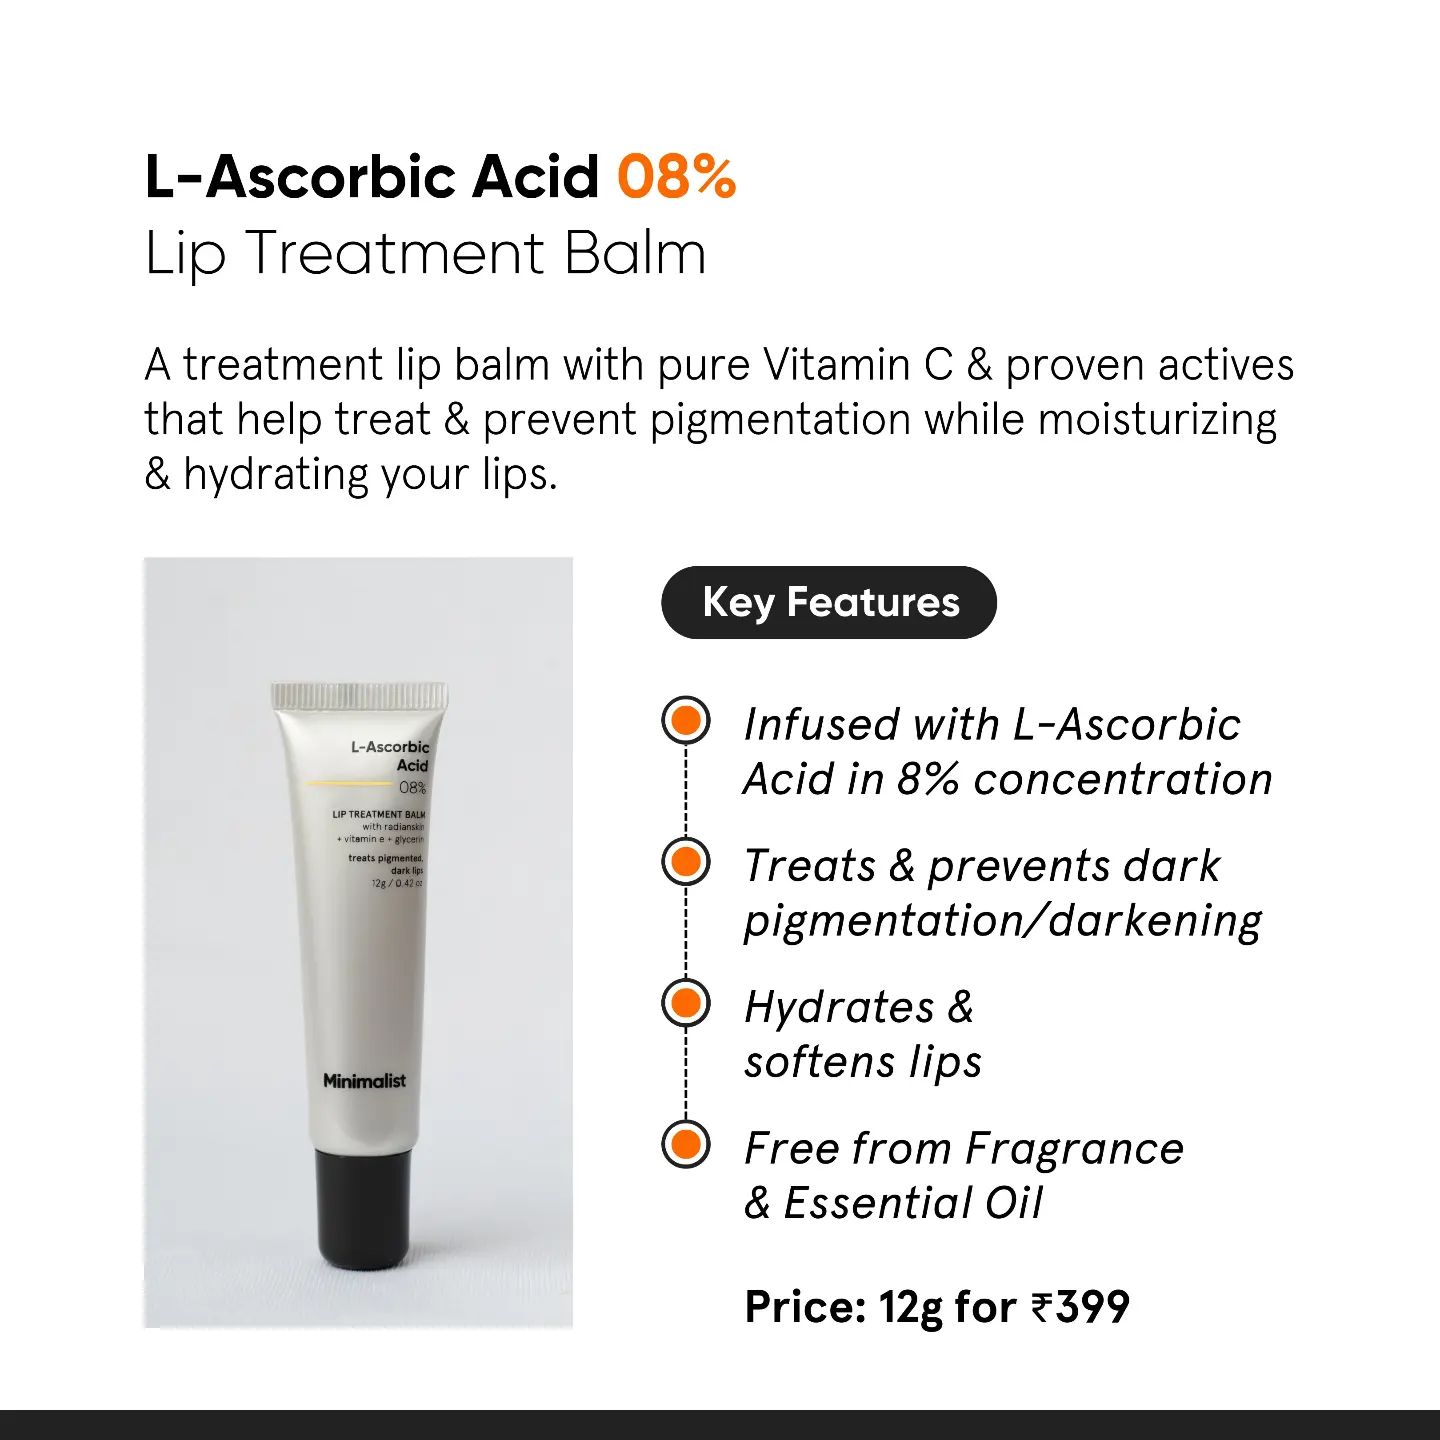 L-Ascorbic Acid 08%
Lip Treatment Balm
A treatment lip balm with pure Vitamin C & proven actives
that help treat & prevent pigmentation while moisturizing
& hydrating your lips.
L-Ascorbic
Acid
08%
LIP TREATMENT BALM
with radianskin
+ vitamin e + glycerin
treats pigmented,
dark lips
12g / 0.42 oz
Minimalist
Key Features
Infused with L-Ascorbic
Acid in 8% concentration
Treats & prevents dark
pigmentation/darkening
Hydrates &
softens lips
Free from Fragrance
& Essential Oil
Price: 12g for ₹399